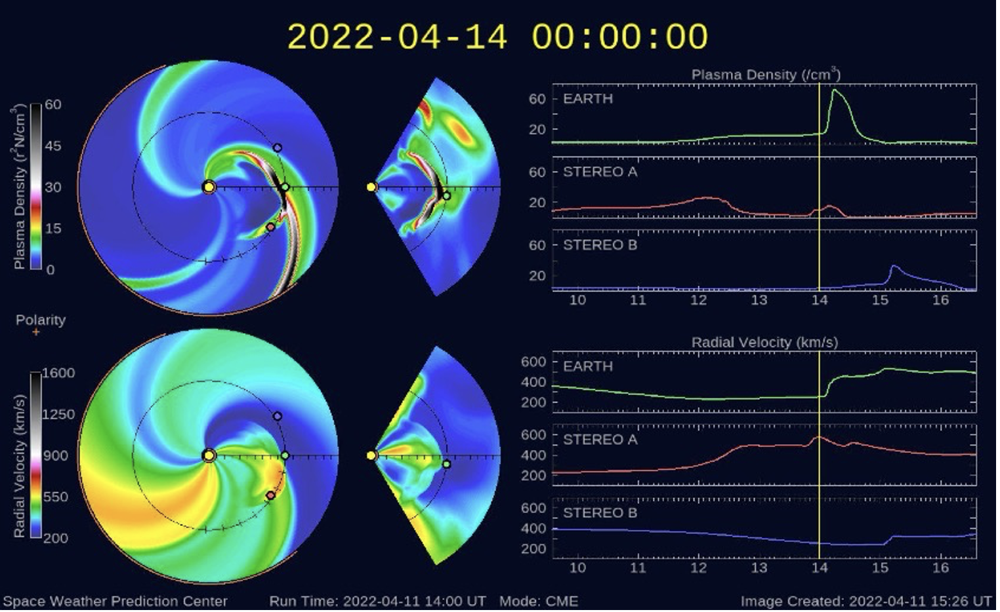 2022-04-14 00:00:00
Plasma Density (r²N/cm³)
60
45
30
15
0
Plasma Density (/cm³)
EARTH
60
20
STEREO A
60
20
STEREO B
60
20
10 11 12 13 14 15 16
Polarity
+
Radial Velocity (km/s)
1600
1250
900
550
200
Radial Velocity (km/s)
EARTH
600
400
200
STEREO A
600
400
200
STEREO B
600
400
200
10 11 12 13 14 15 16
Space Weather Prediction Center Run Time: 2022-04-11 14:00 UT Mode: CME Image Created: 2022-04-11 15:26 UT